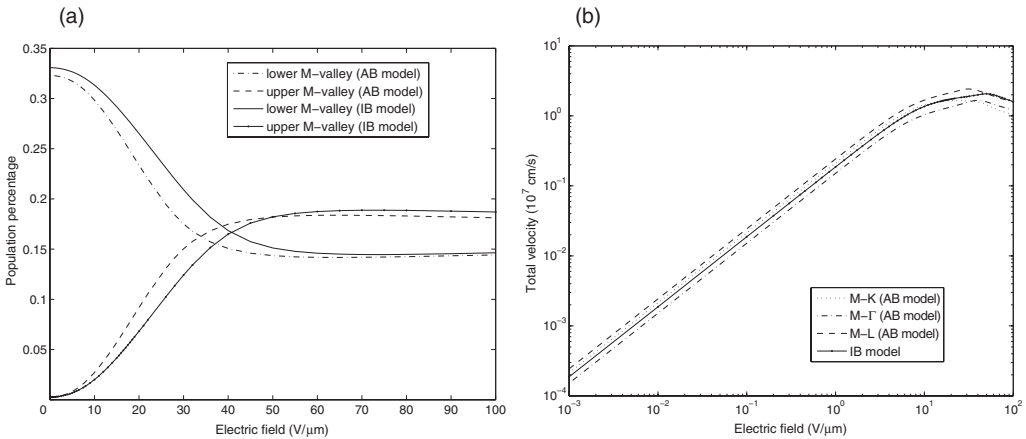 (a)
0.35
0.3
0.25
0.2
0.15
0.1
0.05
0 10 20 30 40 50 60 70 80 90 100
Population percentage
Electric field (V/μm)
lower M−valley (AB model)
upper M−valley (AB model)
lower M−valley (IB model)
upper M−valley (IB model)
(b)
10^1
10^0
10^−1
10^−2
10^−3
10^−4
10^−3 10^−2 10^−1 10^0 10^1 10^2
Total velocity (10^7 cm/s)
Electric field (V/μm)
M−K (AB model)
M−Γ (AB model)
M−L (AB model)
IB model